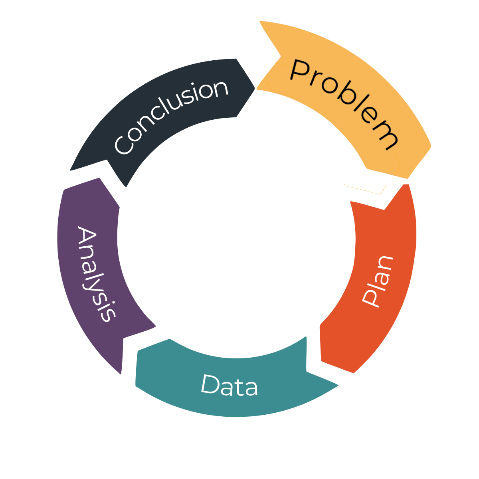 Problem
Plan
Data
Analysis
Conclusion